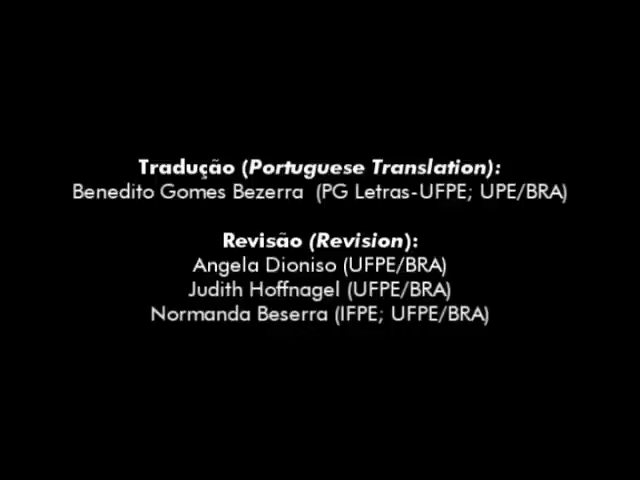 Tradução (Portuguese Translation):
Benedito Gomes Bezerra (PG Letras-UFPE; UPE/BRA)
Revisão (Revision):
Angela Dioniso (UFPE/BRA)
Judith Hoffnagel (UFPE/BRA)
Normanda Beserra (IFPE; UFPE/BRA)